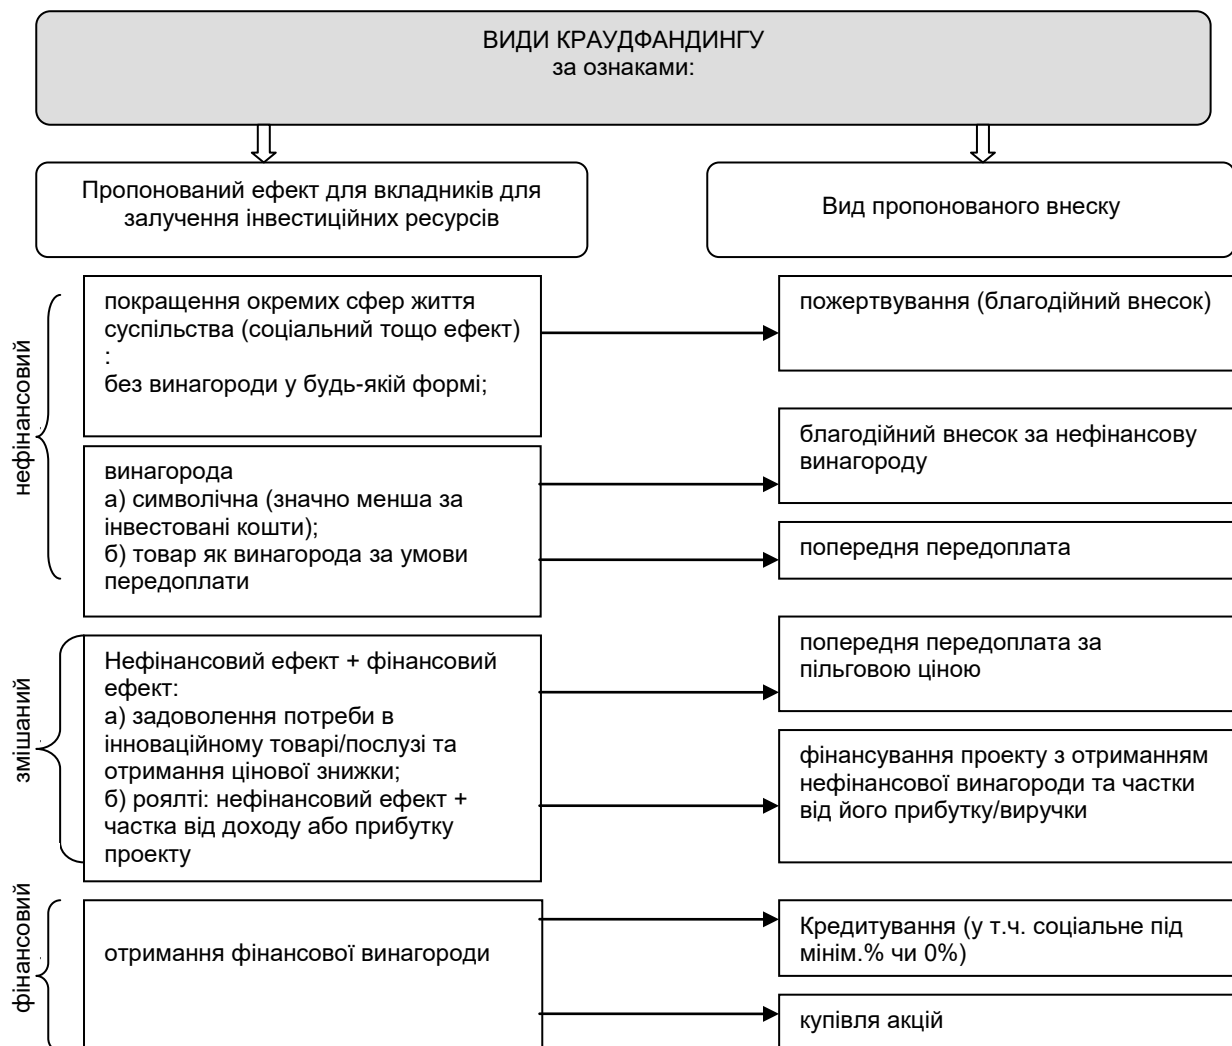 ВИДИ КРАУДФАНДИНГУ
за ознаками:
Пропонований ефект для вкладників для
залучення інвестиційних ресурсів
Вид пропонованого внеску
нефінансовий
покращення окремих сфер життя
суспільства (соціальний тощо ефект)
:
без винагороди у будь-якій формі;
пожертвування (благодійний внесок)
винагорода
а) символічна (значно менша за
інвестовані кошти);
б) товар як винагорода за умови
передоплати
благодійний внесок за нефінансову
винагороду
попередня передоплата
змішаний
Нефінансовий ефект + фінансовий
ефект:
а) задоволення потреби в
інноваційному товарі/послузі та
отримання цінової знижки;
б) роялті: нефінансовий ефект +
частка від доходу або прибутку
проекту
попередня передоплата за
пільговою ціною
фінансування проекту з отриманням
нефінансової винагороди та частки
від його прибутку/виручки
фінансовий
отримання фінансової винагороди
Кредитування (у т.ч. соціальне під
мінім.% чи 0%)
купівля акцій